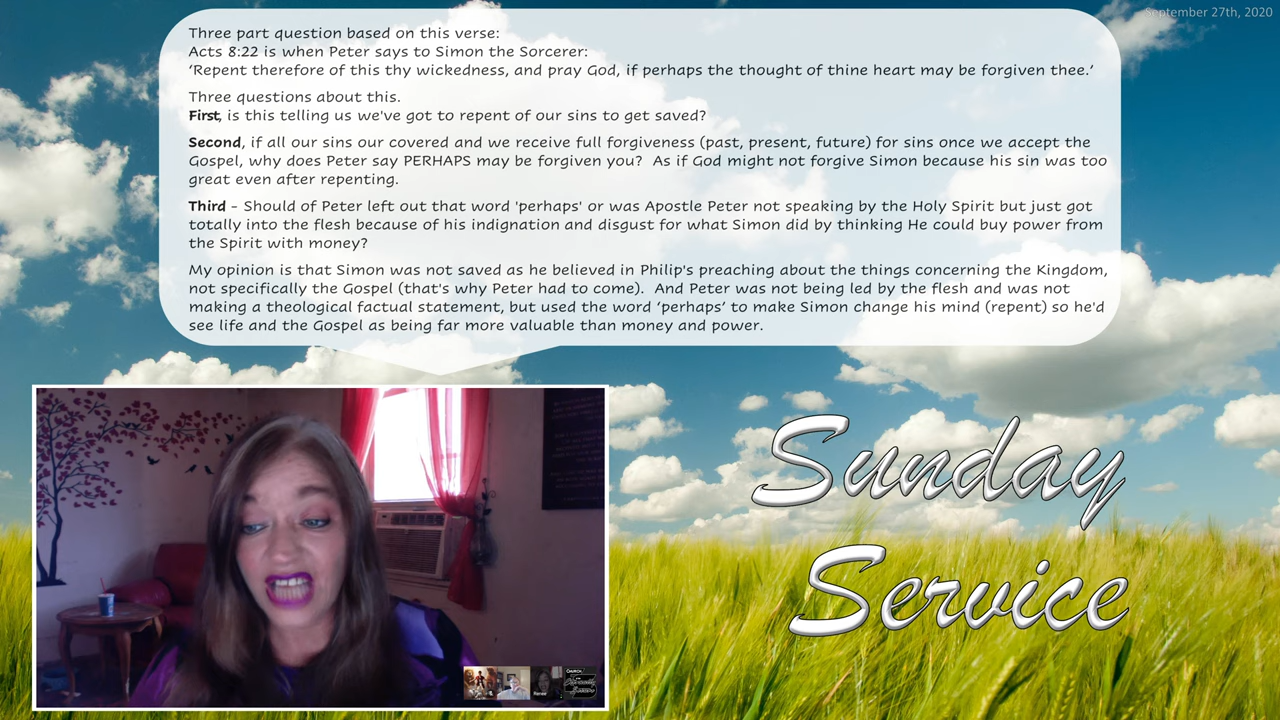 September 27th, 2020
Three part question based on this verse:
Acts 8:22 is when Peter says to Simon the Sorcerer:
‘Repent therefore of this thy wickedness, and pray God, if perhaps the thought of thine heart may be forgiven thee.’
Three questions about this.
First, is this telling us we've got to repent of our sins to get saved?
Second, if all our sins our covered and we receive full forgiveness (past, present, future) for sins once we accept the
Gospel, why does Peter say PERHAPS may be forgiven you? As if God might not forgive Simon because his sin was too
great even after repenting.
Third - Should of Peter left out that word 'perhaps' or was Apostle Peter not speaking by the Holy Spirit but just got
totally into the flesh because of his indignation and disgust for what Simon did by thinking He could buy power from
the Spirit with money?
My opinion is that Simon was not saved as he believed in Philip's preaching about the things concerning the Kingdom,
not specifically the Gospel (that's why Peter had to come). And Peter was not being led by the flesh and was not
making a theological factual statement, but used the word ‘perhaps’ to make Simon change his mind (repent) so he'd
see life and the Gospel as being far more valuable than money and power.
Sunday
Service
Renee
Church